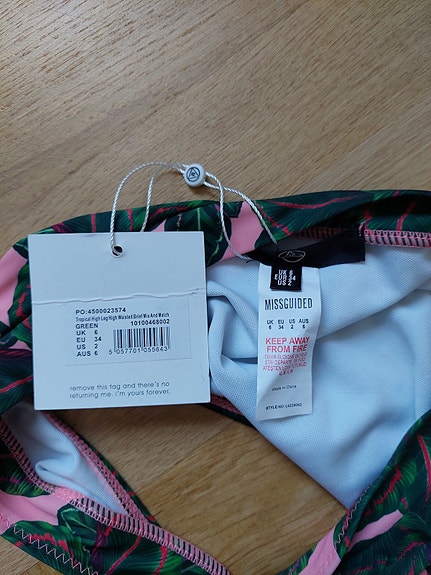 PO:4500023574
Tropical High Leg High Waisted Brief Mix And Match
GREEN 10100468002
UK 6
EU 34
US 2
AUS 6
5 057701 055643
remove this tag and there's no
returning me. i'm yours forever.
UK 6
EUR 34
US 2
MISSGUIDED
UK EU US AUS
6 34 2 6
KEEP AWAY
FROM FIRE
Made in China